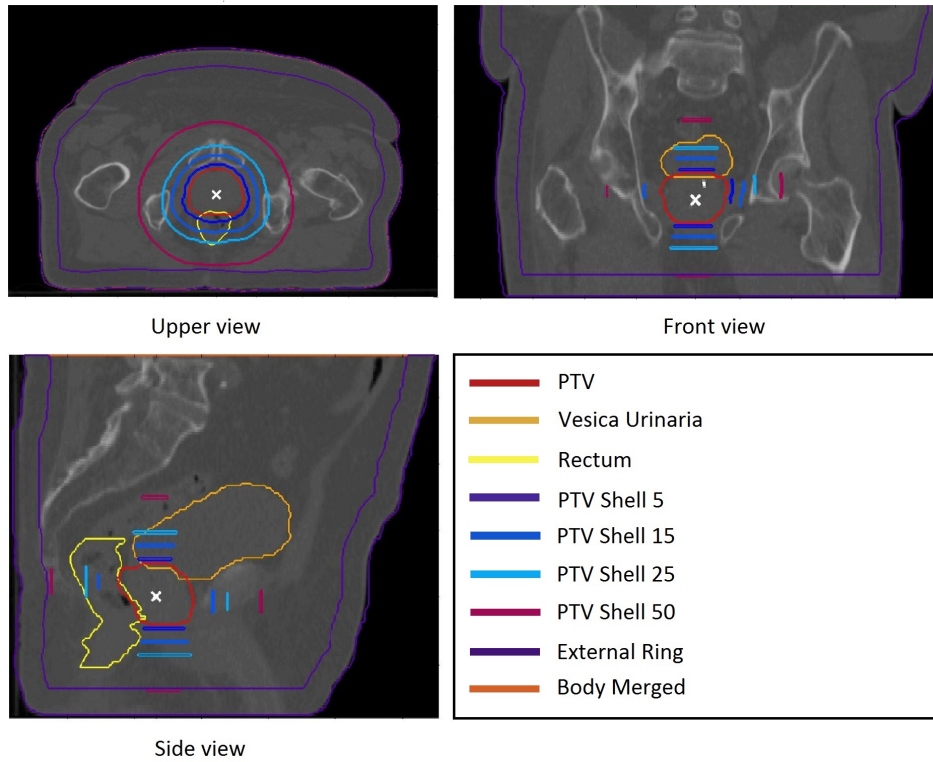 Upper view
Front view
Side view
PTV
Vesica Urinaria
Rectum
PTV Shell 5
PTV Shell 15
PTV Shell 25
PTV Shell 50
External Ring
Body Merged